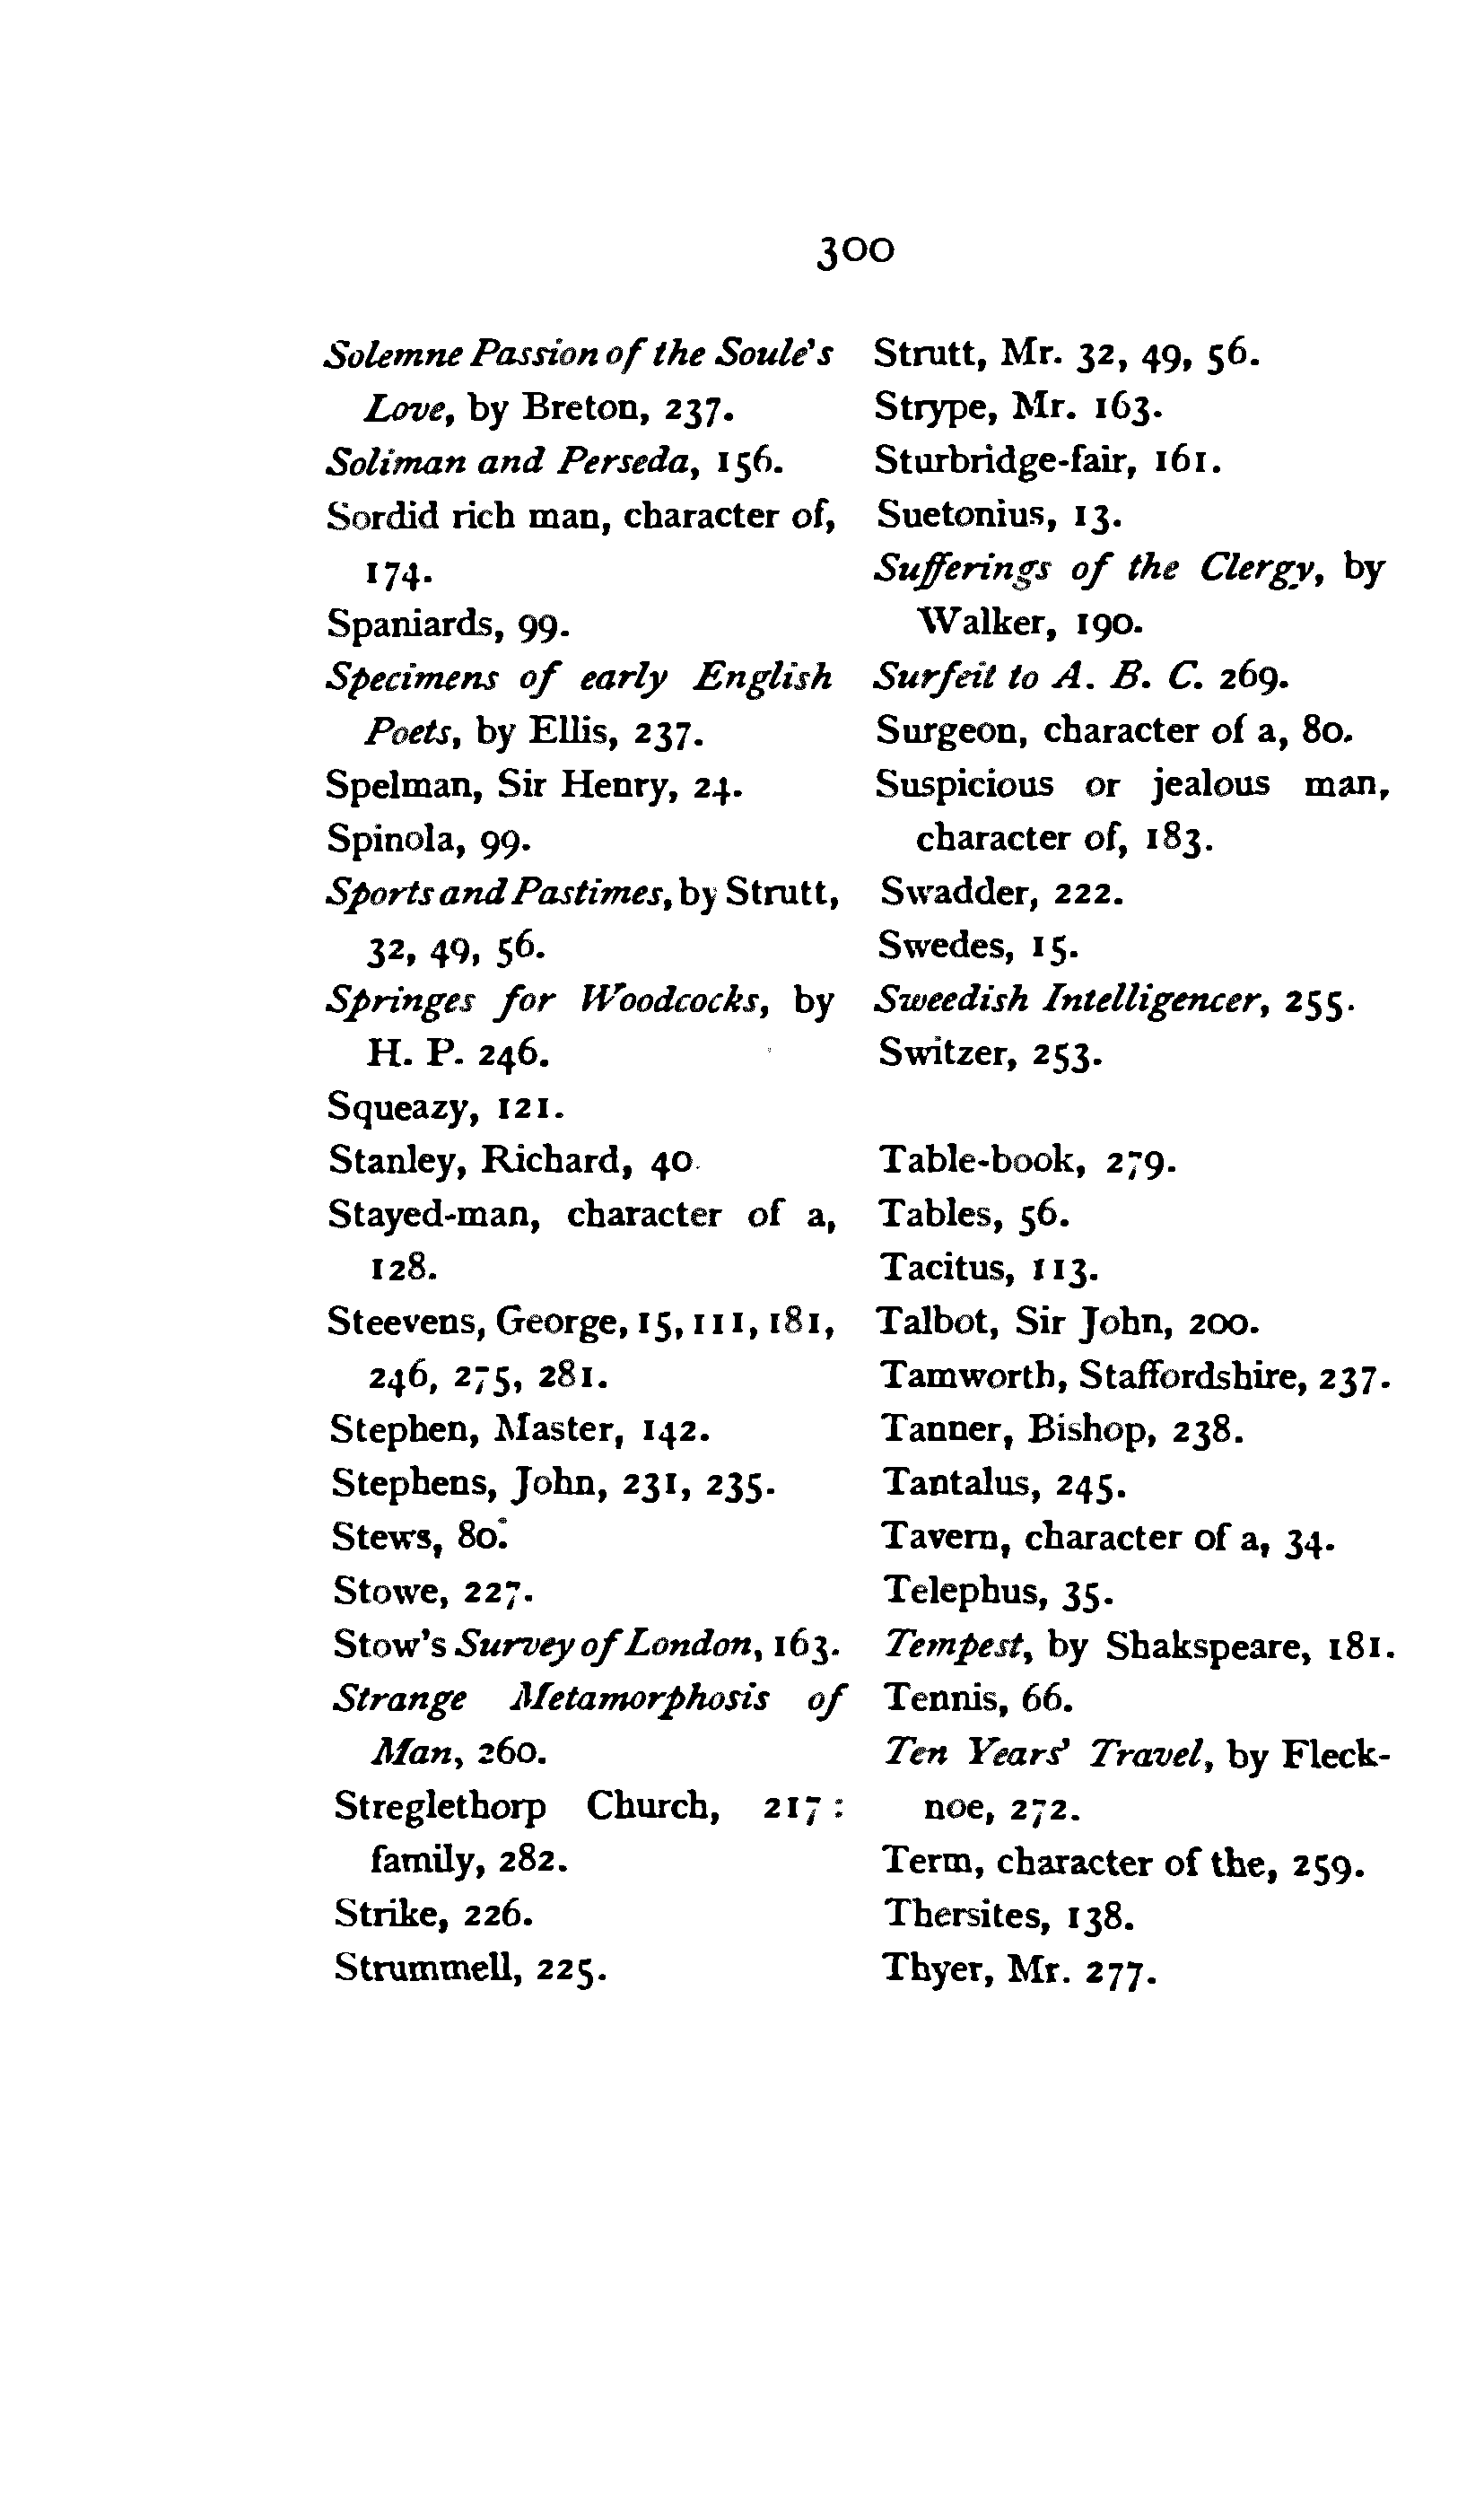 300
Solemne Passion of the Soule's
Love, by Breton, 237.
Soliman and Perseda, 156.
Sordid rich man, character of,
174.
Spaniards, 99.
Specimens of early English
Poets, by Ellis, 237.
Spelman, Sir Henry, 24.
Spinola, 99.
Sports and Pastimes, by Strutt,
32, 49, 56.
Springes for Woodcocks, by
H. P. 246.
Squeazy, 121.
Stanley, Richard, 40.
Stayed-man, character of a,
128.
Steevens, George, 15, 111, 181,
246, 275, 281.
Stephen, Master, 142.
Stephens, John, 231, 235.
Stews, 80.
Stowe, 227.
Stow's Survey of London, 163.
Strange Metamorphosis of
Man, 260.
Streglethorp Church, 217:
family, 282.
Strike, 226.
Strummell, 225.
Strutt, Mr. 32, 49, 56.
Strype, Mr. 163.
Sturbridge-fair, 161.
Suetonius, 13.
Sufferings of the Clergy, by
Walker, 190.
Surfeit to A. B. C. 269.
Surgeon, character of a, 80.
Suspicious or jealous man,
character of, 183.
Swadder, 222.
Swedes, 15.
Sweedish Intelligencer, 255.
Switzer, 253.
Table-book, 279.
Tables, 56.
Tacitus, 113.
Talbot, Sir John, 200.
Tamworth, Staffordshire, 237.
Tanner, Bishop, 238.
Tantalus, 245.
Tavern, character of a, 34.
Telephus, 35.
Tempest, by Shakspeare, 181.
Tennis, 66.
Ten Years' Travel, by Fleck-
noe, 272.
Term, character of the, 259.
Thersites, 138.
Thyer, Mr. 277.